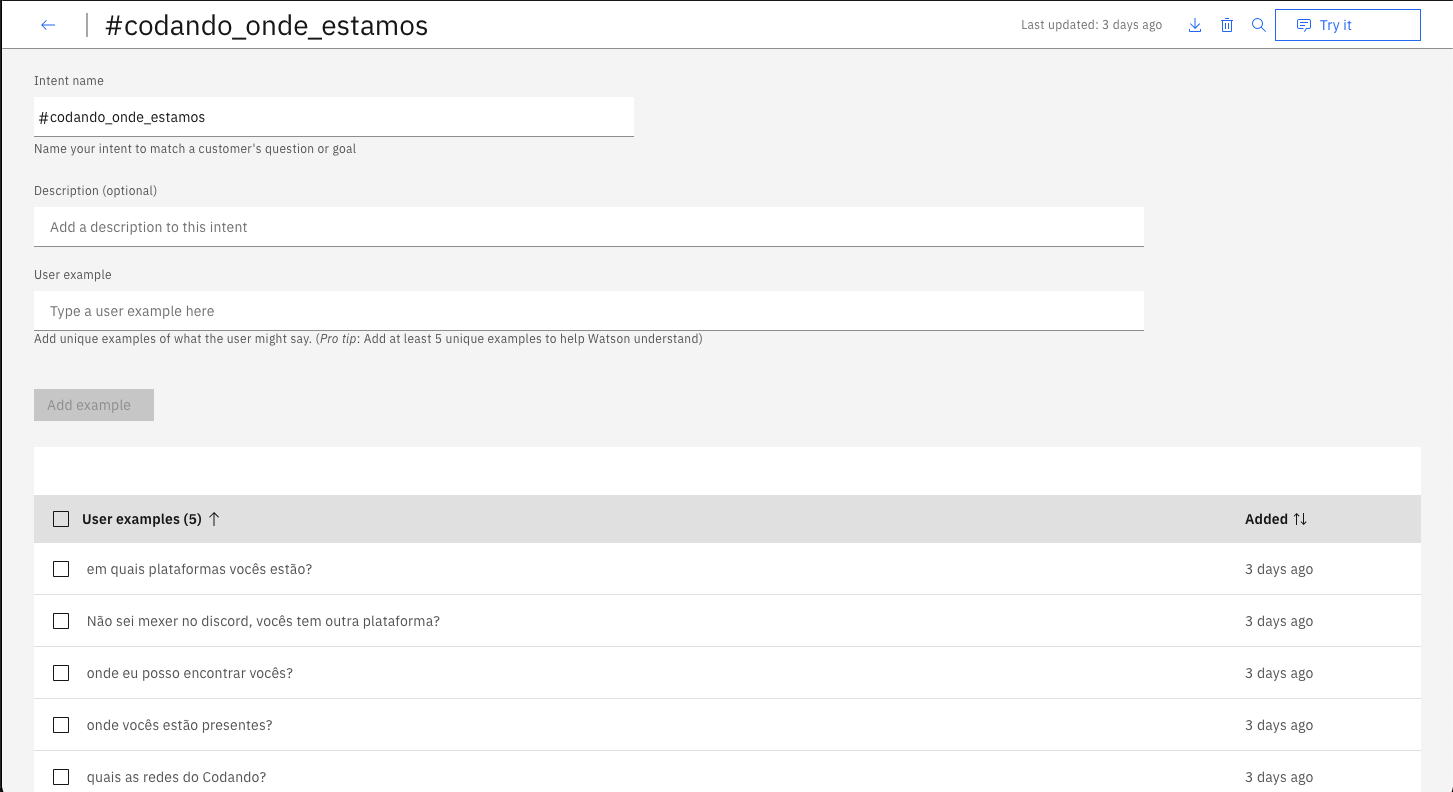 #codando_onde_estamos
Last updated: 3 days ago
Try it
Intent name
#codando_onde_estamos
Name your intent to match a customer's question or goal
Description (optional)
Add a description to this intent
User example
Type a user example here
Add unique examples of what the user might say. (Pro tip: Add at least 5 unique examples to help Watson understand)
Add example
User examples (5) Added
em quais plataformas vocês estão? 3 days ago
Não sei mexer no discord, vocês tem outra plataforma? 3 days ago
onde eu posso encontrar vocês? 3 days ago
onde vocês estão presentes? 3 days ago
quais as redes do Codando? 3 days ago